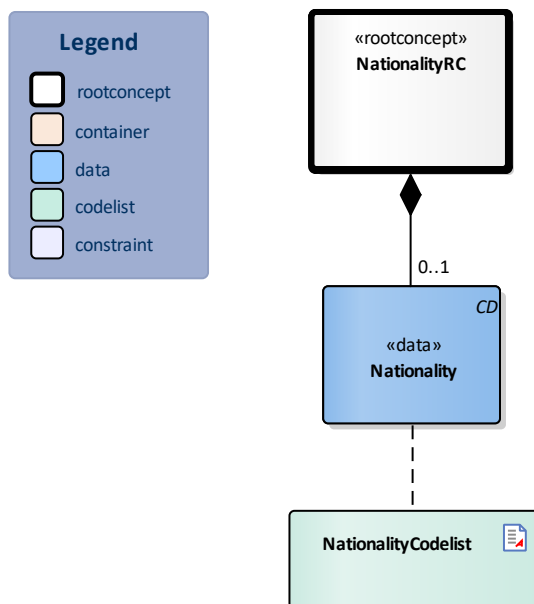 Legend
rootconcept
container
data
codelist
constraint
«rootconcept»
NationalityRC
0..1
CD
«data»
Nationality
NationalityCodelist